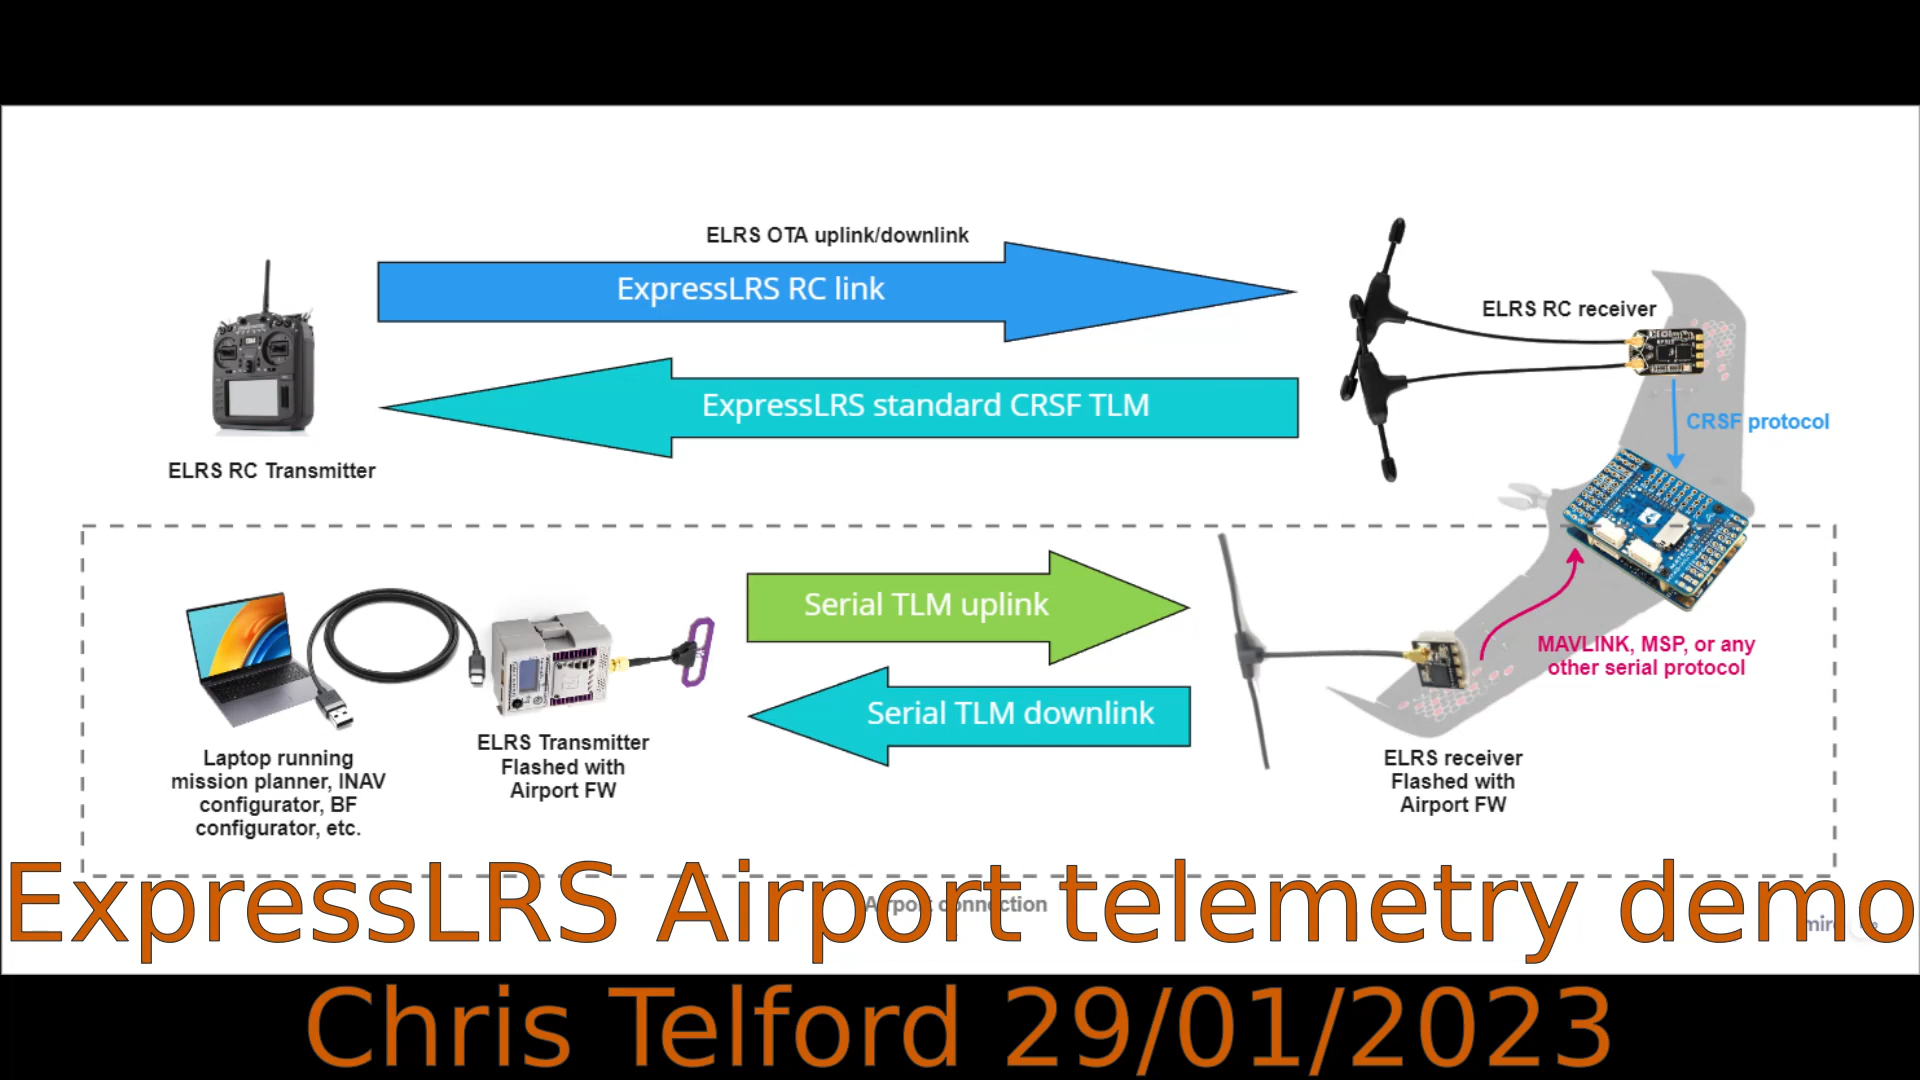 ELRS OTA uplink/downlink
ExpressLRS RC link
ELRS RC receiver
ExpressLRS standard CRSF TLM
CRSF protocol
ELRS RC Transmitter
Serial TLM uplink
MAVLINK, MSP, or any
other serial protocol
Serial TLM downlink
Laptop running
mission planner, INAV
configurator, BF
configurator, etc.
ELRS Transmitter
Flashed with
Airport FW
ELRS receiver
Flashed with
Airport FW
Airport connection
ExpressLRS Airport telemetry demo
Chris Telford 29/01/2023